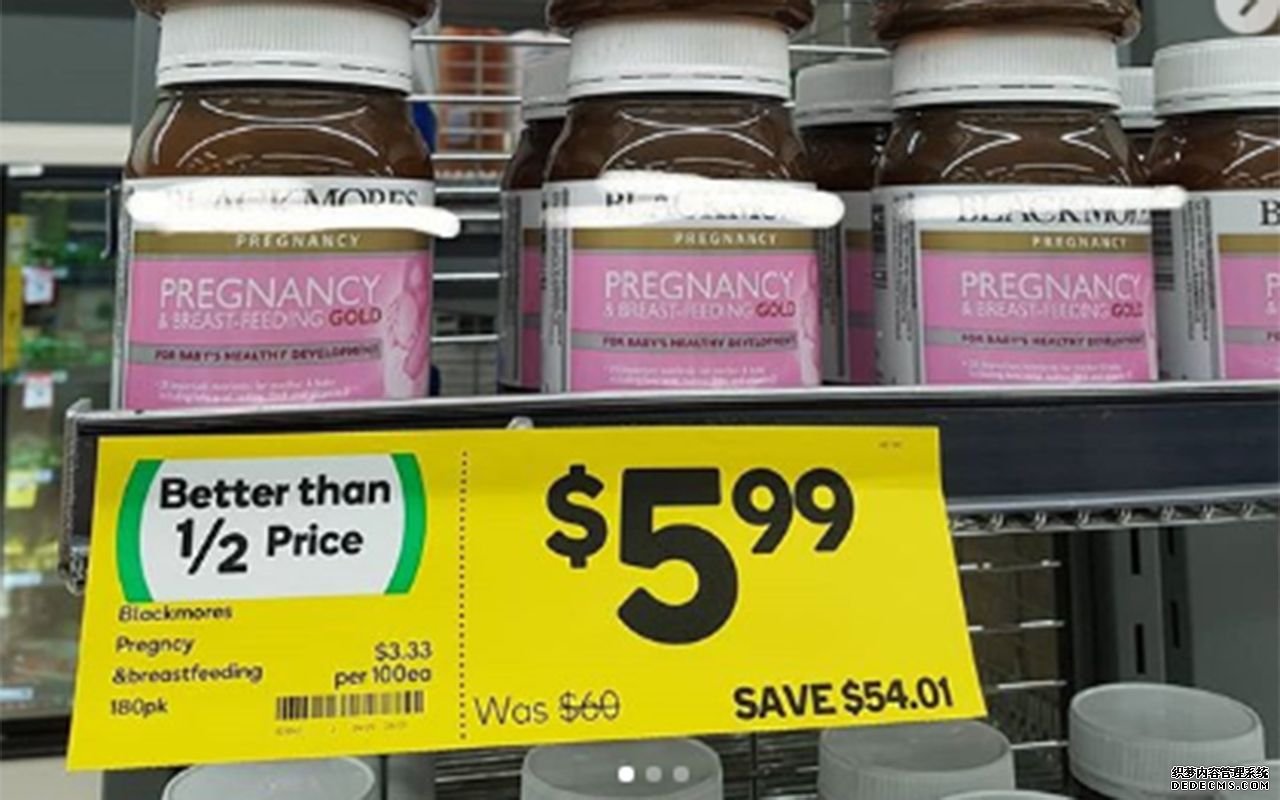 BLACKMORES
PREGNANCY
PREGNANCY
& BREAST-FEEDING GOLD
FOR BABY'S HEALTHY DEVELOPMENT
PREGNANCY
PREGNANCY
& BREAST-FEEDING GOLD
FOR BABY'S HEALTHY DEVELOPMENT
BLACKMO
PREGNANCY
PREGNANCY
& BREAST-FEEDING GOLD
FOR BABY'S HEALTHY DEVELOPMENT
B
P
&
FOR
Better than
1/2 Price
Blackmores
Pregncy
&breastfeeding
180pk
$3.33
per 100ea
$5 99
Was $60
SAVE $54.01
织梦内容管理系统
DEDECMS.COM